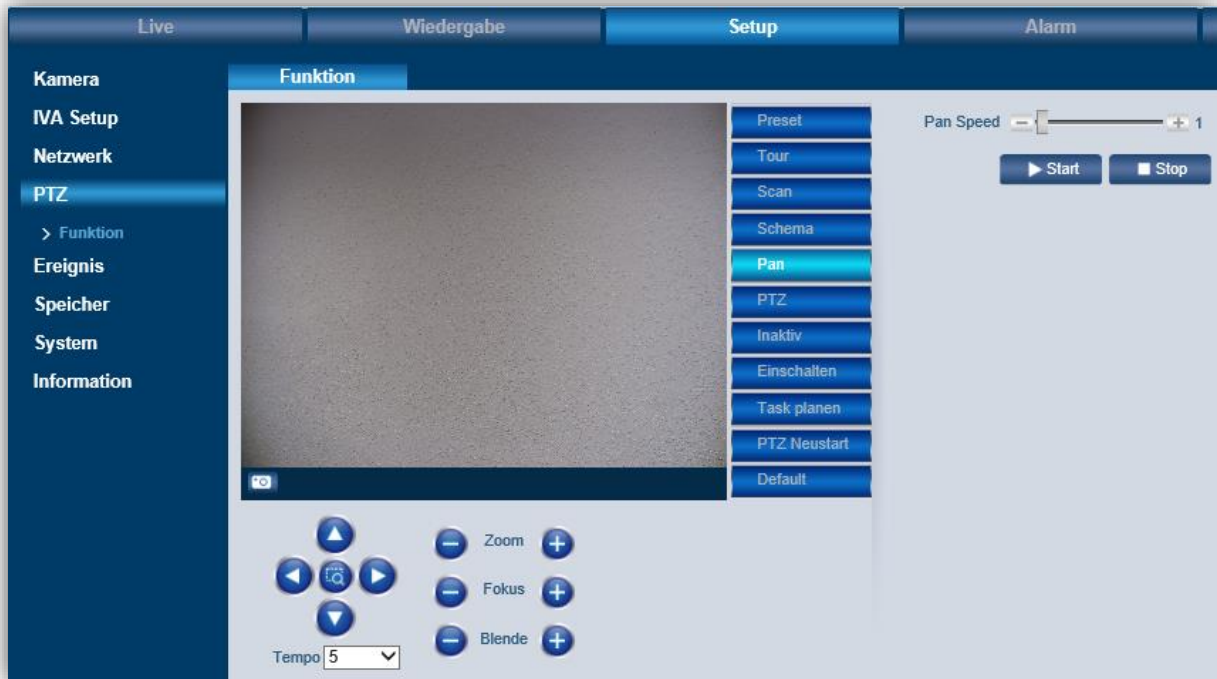 Live Wiedergabe Setup Alarm
Kamera
IVA Setup
Netzwerk
PTZ
Funktion
Ereignis
Speicher
System
Information
Funktion
Preset
Tour
Scan
Schema
Pan
PTZ
Inaktiv
Einschalten
Task planen
PTZ Neustart
Default
Pan Speed 1
Start Stop
Zoom
Fokus
Blende
Tempo 5